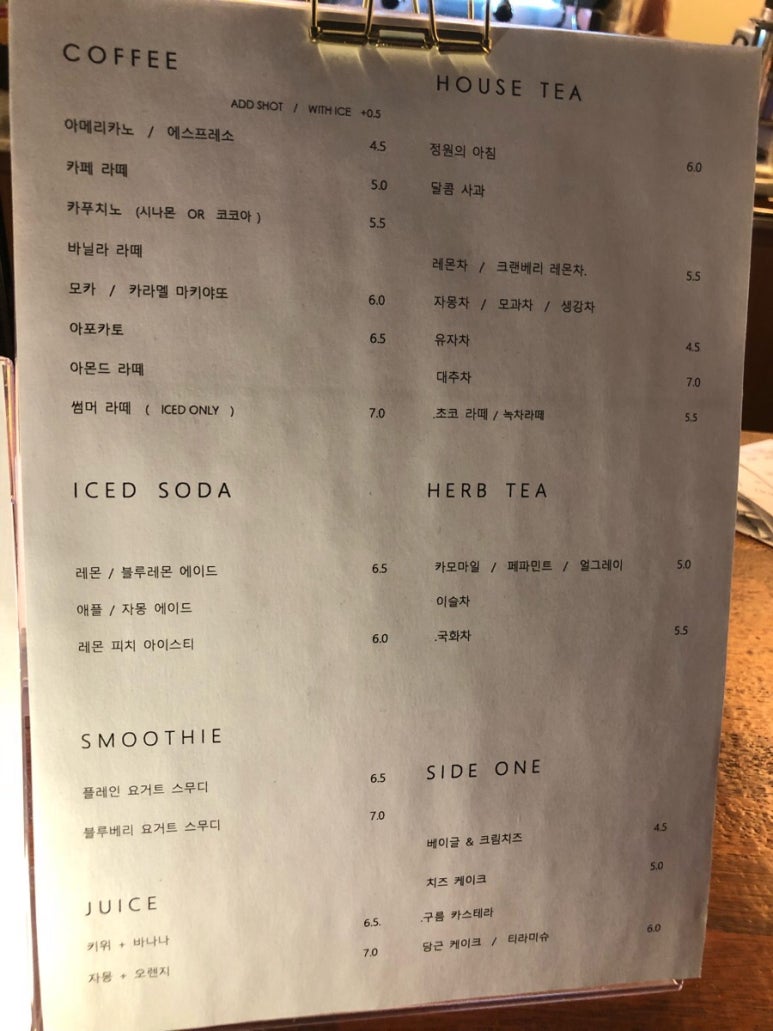 COFFEE
ADD SHOT / WITH ICE +0.5
아메리카노 / 에스프레소 4.5
카페 라떼 5.0
카푸치노 (시나몬 OR 코코아) 5.5
바닐라 라떼
모카 / 카라멜 마키야또 6.0
아포카토 6.5
아몬드 라떼
썸머 라떼 ( ICED ONLY ) 7.0
ICED SODA
레몬 / 블루레몬 에이드 6.5
애플 / 자몽 에이드
레몬 피치 아이스티 6.0
SMOOTHIE
플레인 요거트 스무디 6.5
블루베리 요거트 스무디 7.0
JUICE
키위 + 바나나 6.5.
자몽 + 오렌지 7.0
HOUSE TEA
정원의 아침 6.0
달콤 사과
레몬차 / 크랜베리 레몬차. 5.5
자몽차 / 모과차 / 생강차
유자차 4.5
대추차 7.0
.초코 라떼 / 녹차라떼 5.5
HERB TEA
카모마일 / 페파민트 / 얼그레이 5.0
이슬차
.국화차 5.5
SIDE ONE
베이글 & 크림치즈 4.5
치즈 케이크 5.0
.구름 카스테라
당근 케이크 / 티라미슈 6.0